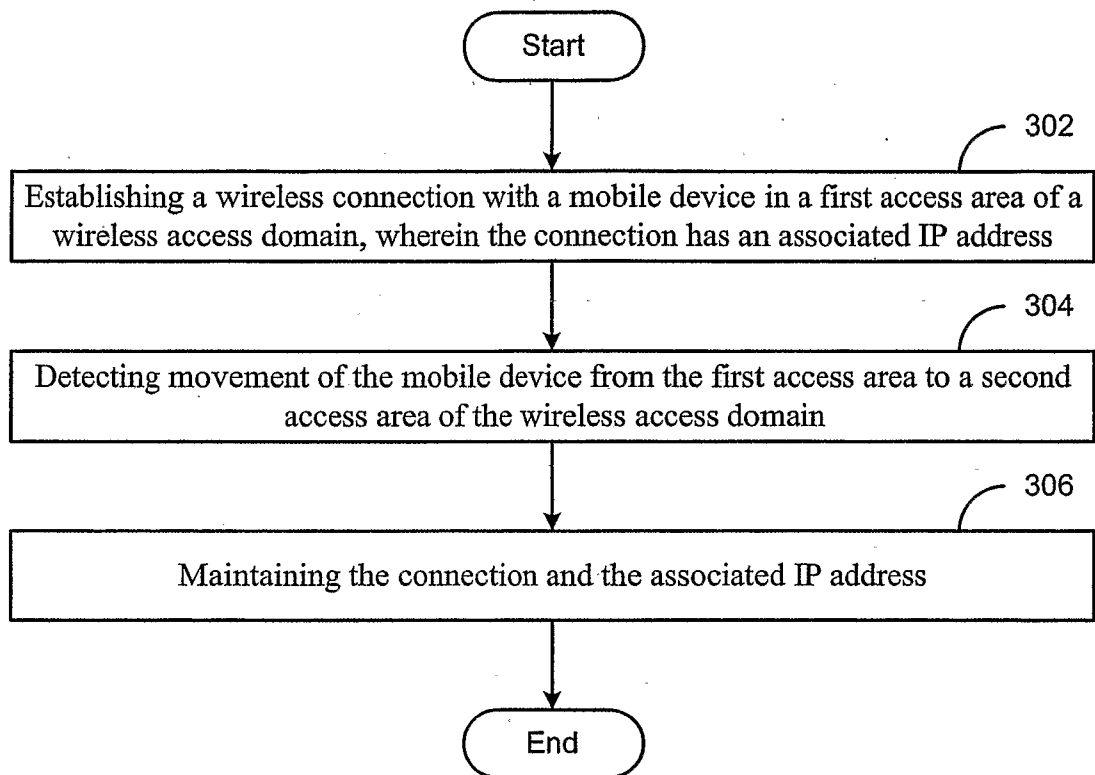 Start
302
Establishing a wireless connection with a mobile device in a first access area of a
wireless access domain, wherein the connection has an associated IP address
304
Detecting movement of the mobile device from the first access area to a second
access area of the wireless access domain
306
Maintaining the connection and the associated IP address
End